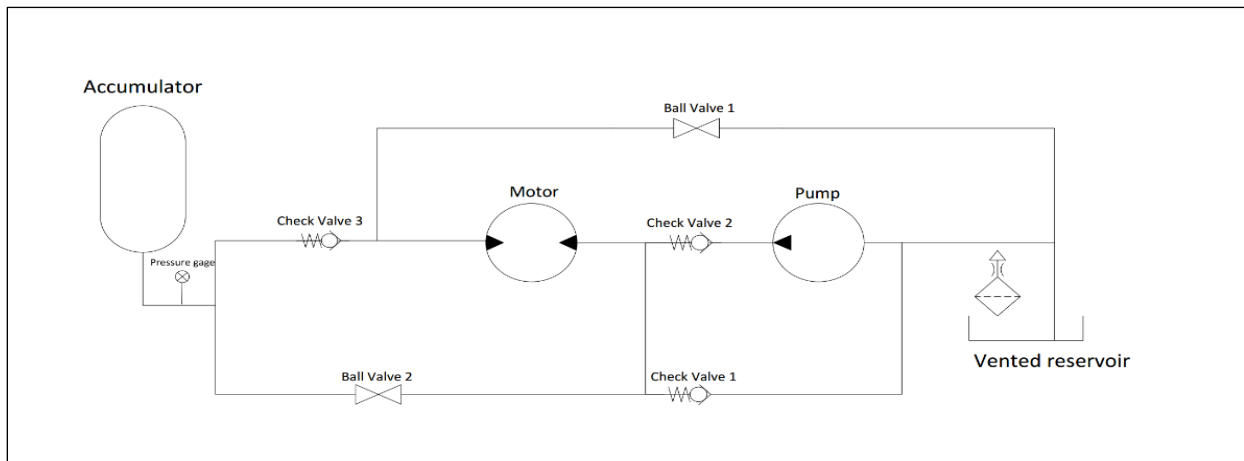 Accumulator
Ball Valve 1
Motor
Pump
Check Valve 3
Check Valve 2
Pressure gage
Vented reservoir
Ball Valve 2
Check Valve 1